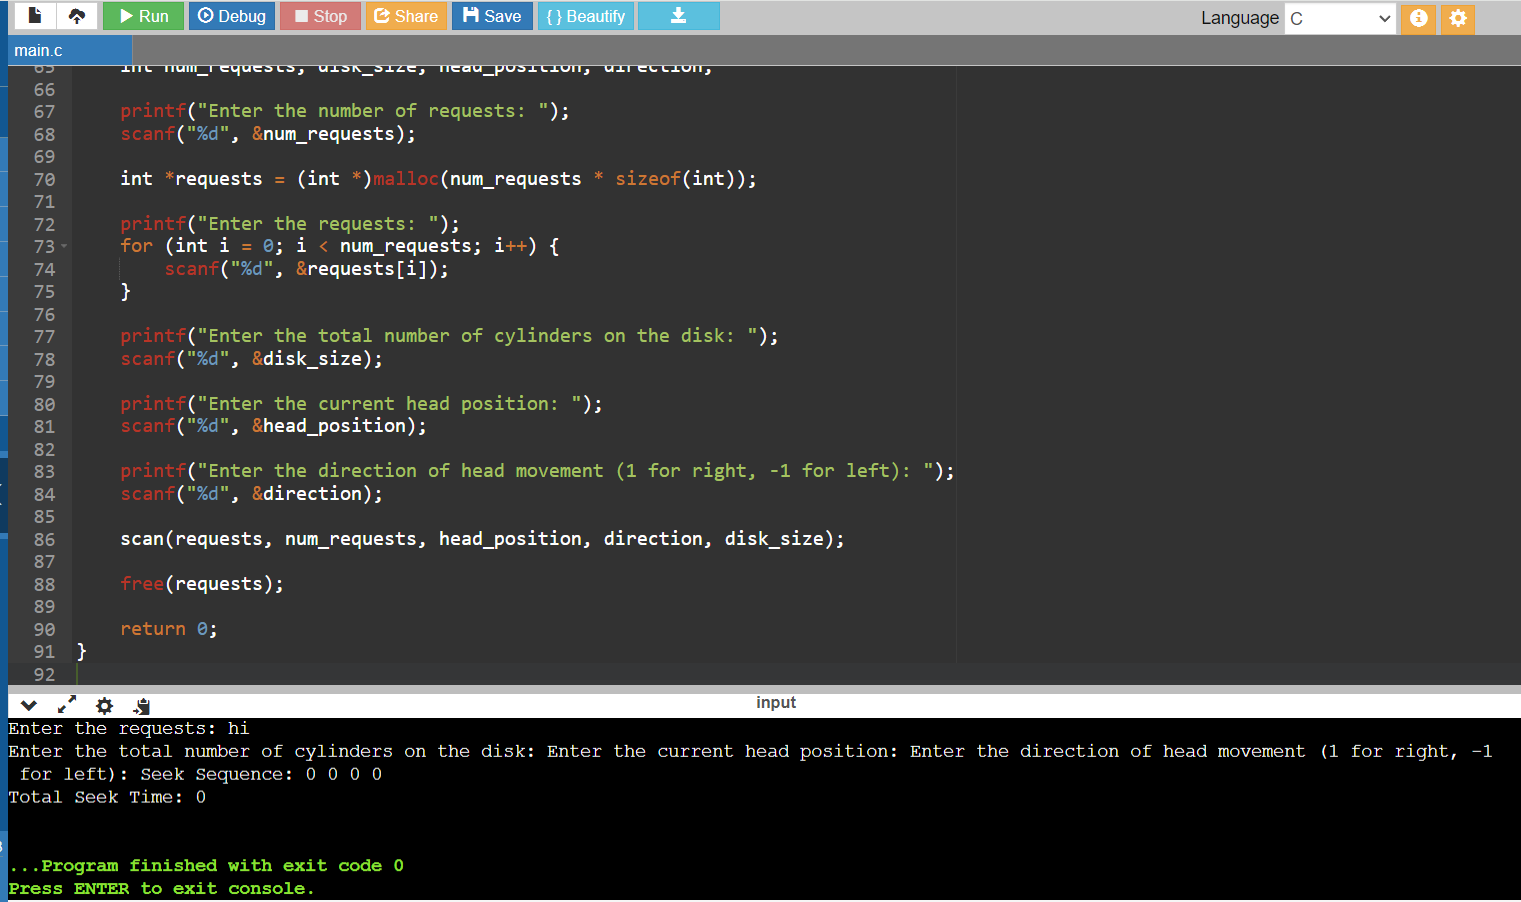 Run Debug Stop Share Save { } Beautify Language C
main.c
65 int num_requests, disk_size, head_position, direction;
66
67 printf("Enter the number of requests: ");
68 scanf("%d", &num_requests);
69
70 int *requests = (int *)malloc(num_requests * sizeof(int));
71
72 printf("Enter the requests: ");
73 for (int i = 0; i < num_requests; i++) {
74 scanf("%d", &requests[i]);
75 }
76
77 printf("Enter the total number of cylinders on the disk: ");
78 scanf("%d", &disk_size);
79
80 printf("Enter the current head position: ");
81 scanf("%d", &head_position);
82
83 printf("Enter the direction of head movement (1 for right, -1 for left): ");
84 scanf("%d", &direction);
85
86 scan(requests, num_requests, head_position, direction, disk_size);
87
88 free(requests);
89
90 return 0;
91 }
92
input
Enter the requests: hi
Enter the total number of cylinders on the disk: Enter the current head position: Enter the direction of head movement (1 for right, -1
for left): Seek Sequence: 0 0 0 0
Total Seek Time: 0
...Program finished with exit code 0
Press ENTER to exit console.